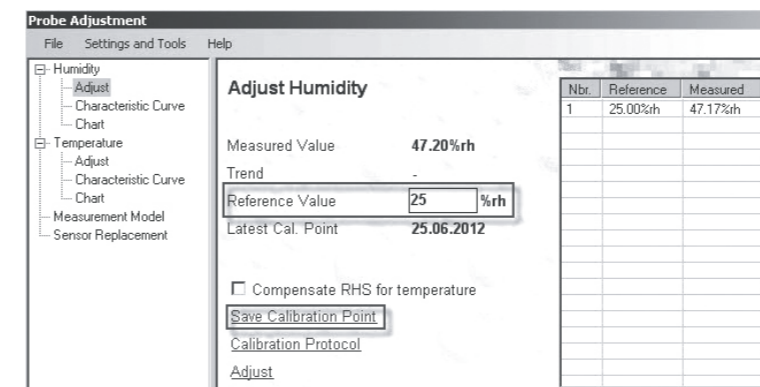 Probe Adjustment
File Settings and Tools Help
Humidity
Adjust
Characteristic Curve
Chart
Temperature
Adjust
Characteristic Curve
Chart
Measurement Model
Sensor Replacement
Adjust Humidity
Measured Value 47.20%rh
Trend -
Reference Value 25 %rh
Latest Cal. Point 25.06.2012
Compensate RHS for temperature
Save Calibration Point
Calibration Protocol
Adjust
Nbr. Reference Measured
1 25.00%rh 47.17%rh